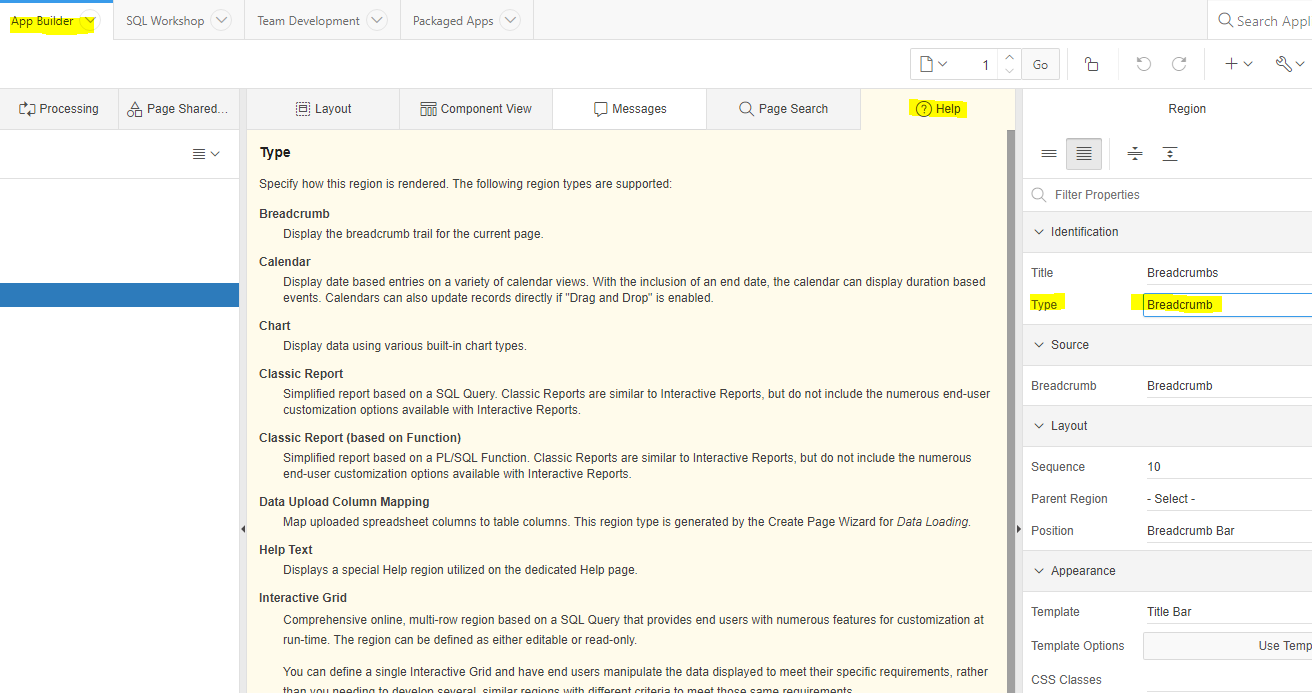 App Builder SQL Workshop Team Development Packaged Apps Search Appl
1 Go
Processing Page Shared... Layout Component View Messages Page Search Help Region
Type
Specify how this region is rendered. The following region types are supported:
Breadcrumb
Display the breadcrumb trail for the current page.
Calendar
Display date based entries on a variety of calendar views. With the inclusion of an end date, the calendar can display duration based
events. Calendars can also update records directly if "Drag and Drop" is enabled.
Chart
Display data using various built-in chart types.
Classic Report
Simplified report based on a SQL Query. Classic Reports are similar to Interactive Reports, but do not include the numerous end-user
customization options available with Interactive Reports.
Classic Report (based on Function)
Simplified report based on a PL/SQL Function. Classic Reports are similar to Interactive Reports, but do not include the numerous
end-user customization options available with Interactive Reports.
Data Upload Column Mapping
Map uploaded spreadsheet columns to table columns. This region type is generated by the Create Page Wizard for Data Loading.
Help Text
Displays a special Help region utilized on the dedicated Help page.
Interactive Grid
Comprehensive online, multi-row region based on a SQL Query that provides end users with numerous features for customization at
run-time. The region can be defined as either editable or read-only.
You can define a single Interactive Grid and have end users manipulate the data displayed to meet their specific requirements, rather
than you needing to develop several, similar regions with different criteria to meet those same requirements.
Filter Properties
Identification
Title Breadcrumbs
Type Breadcrumb
Source
Breadcrumb Breadcrumb
Layout
Sequence 10
Parent Region - Select -
Position Breadcrumb Bar
Appearance
Template Title Bar
Template Options Use Temp
CSS Classes